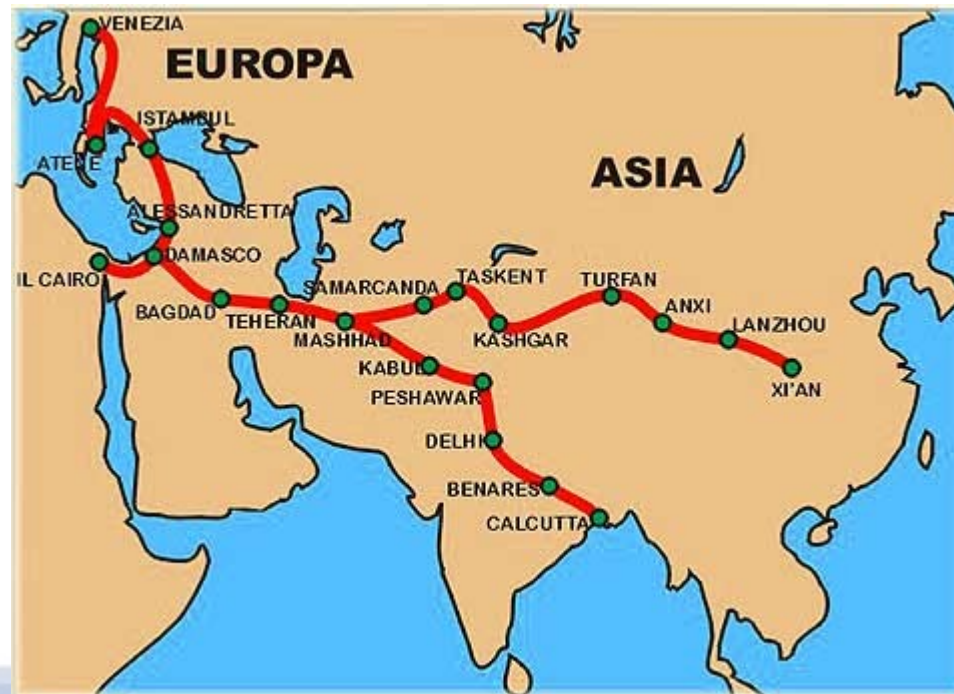 VENEZIA
EUROPA
ISTAMBUL
ATENE
ASIA
ALESSANDRETTA
DAMASCO
IL CAIRO
SAMARCANDA
TASKENT
TURFAN
BAGDAD
TEHERAN
ANXI
LANZHOU
MASHHAD
KASHGAR
KABUL
PESHAWAR
XI'AN
DELHI
BENARES
CALCUTTA